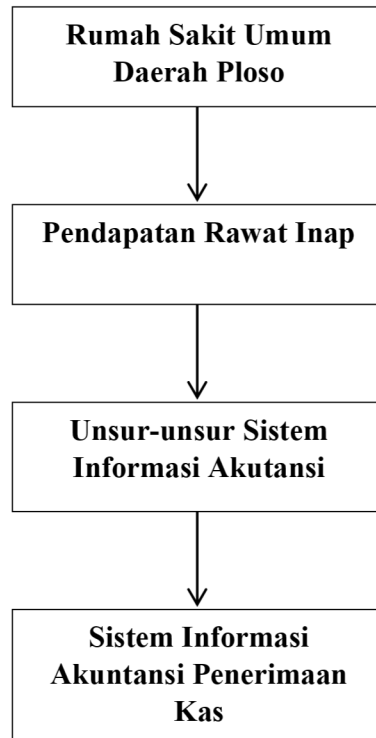 Rumah Sakit Umum
Daerah Ploso
Pendapatan Rawat Inap
Unsur-unsur Sistem
Informasi Akutansi
Sistem Informasi
Akuntansi Penerimaan
Kas